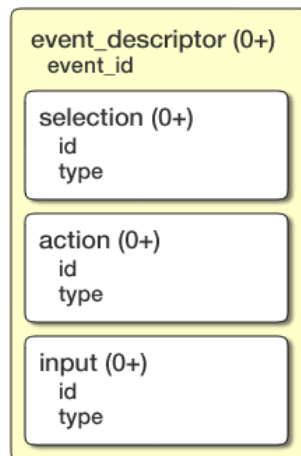 event_descriptor (0+)
event_id
selection (0+)
id
type
action (0+)
id
type
input (0+)
id
type